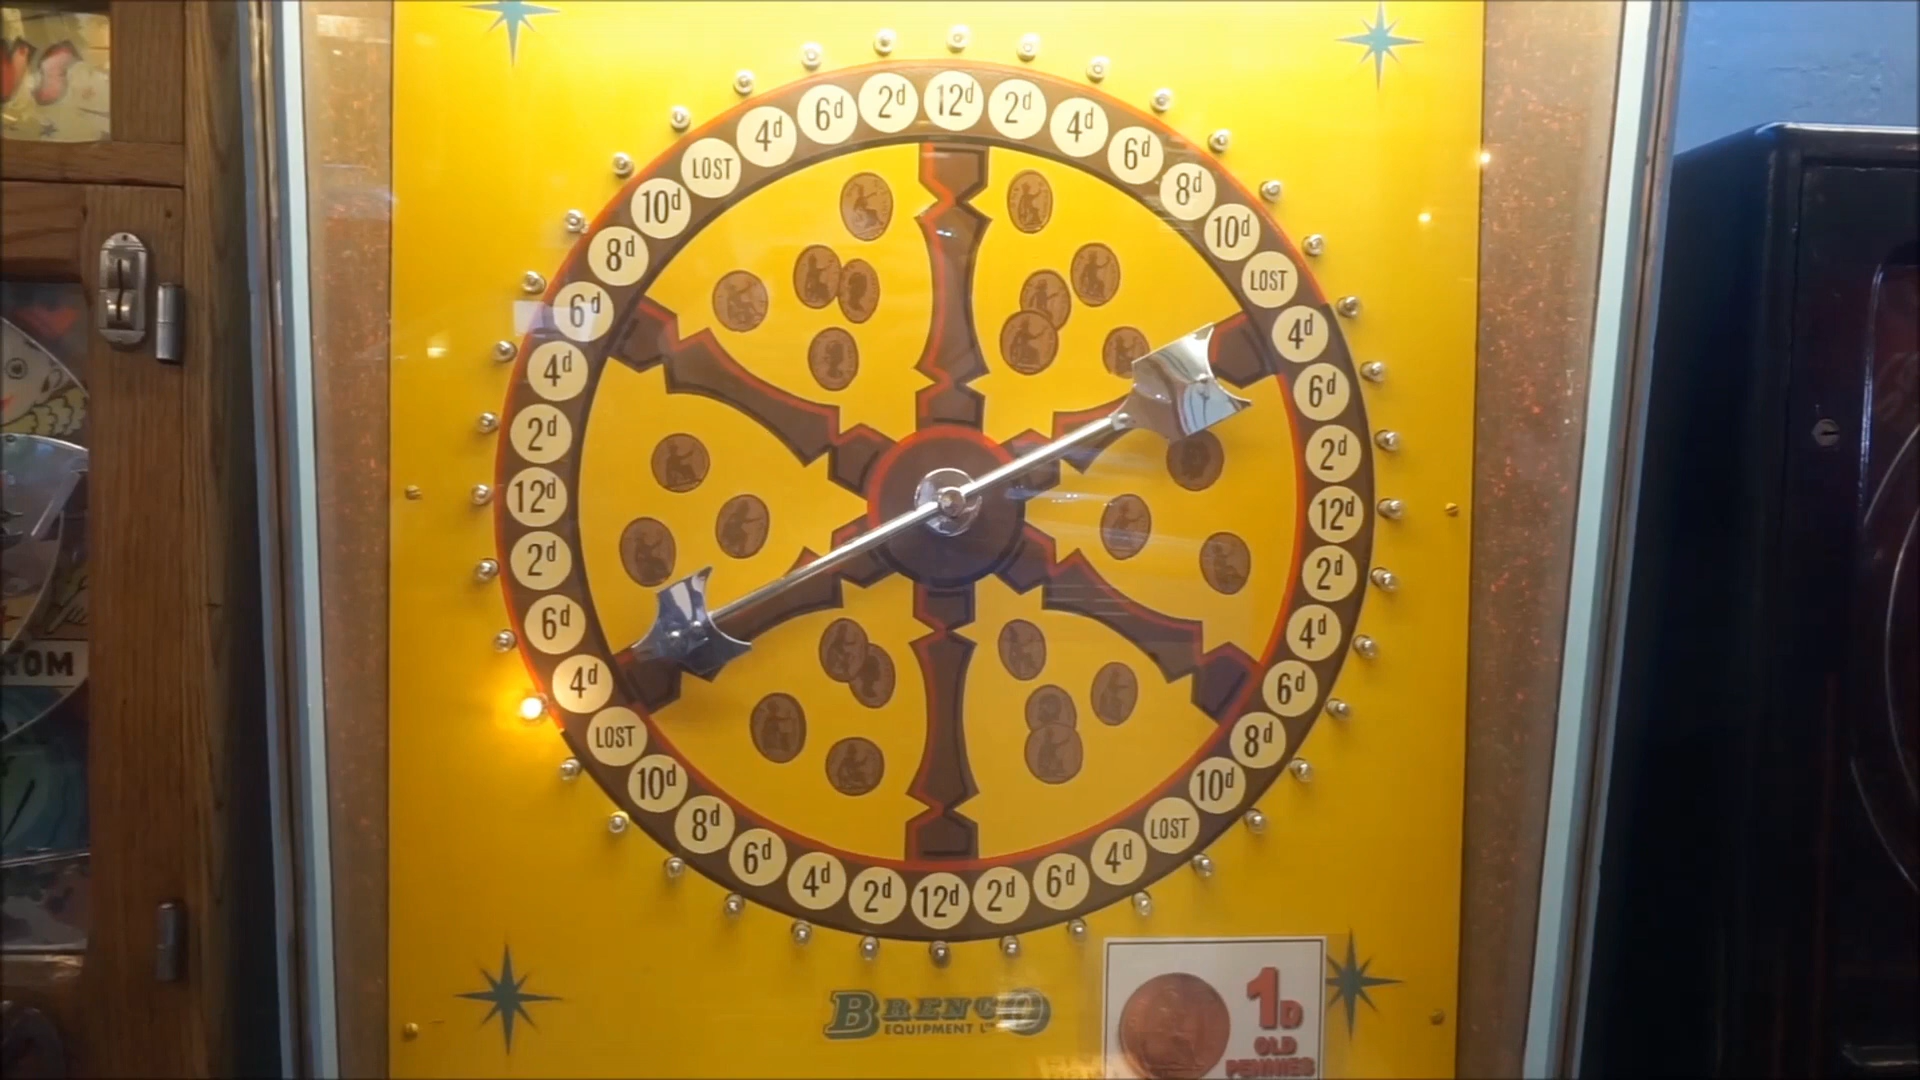 12d
2d
4d
6d
8d
10d
LOST
4d
6d
2d
12d
2d
4d
6d
8d
10d
LOST
4d
6d
2d
12d
2d
4d
6d
8d
10d
LOST
4d
6d
2d
12d
2d
4d
6d
8d
10d
LOST
4d
6d
2d
BRENCO
EQUIPMENT LTD
1D
OLD
PENNIES